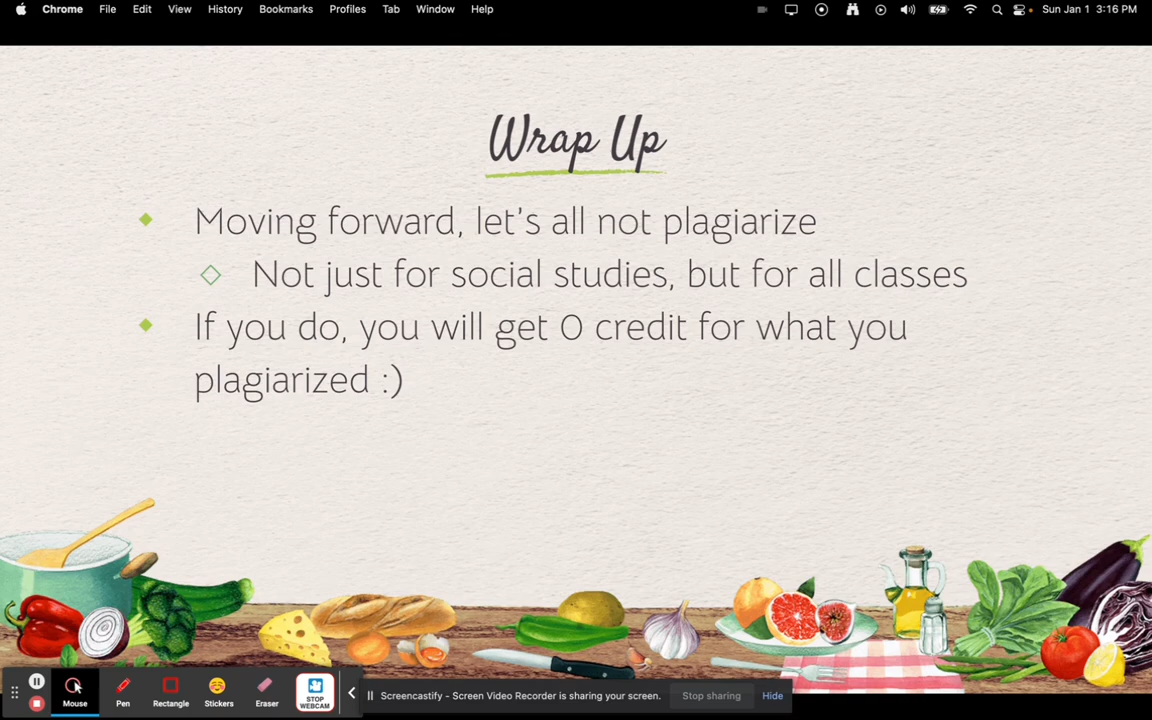 Chrome File Edit View History Bookmarks Profiles Tab Window Help Sun Jan 1 3:16 PM
Wrap Up
Moving forward, let's all not plagiarize
Not just for social studies, but for all classes
If you do, you will get 0 credit for what you
plagiarized :)
Mouse Pen Rectangle Stickers Eraser STOP
WEBCAM
Screencastify - Screen Video Recorder is sharing your screen. Stop sharing Hide